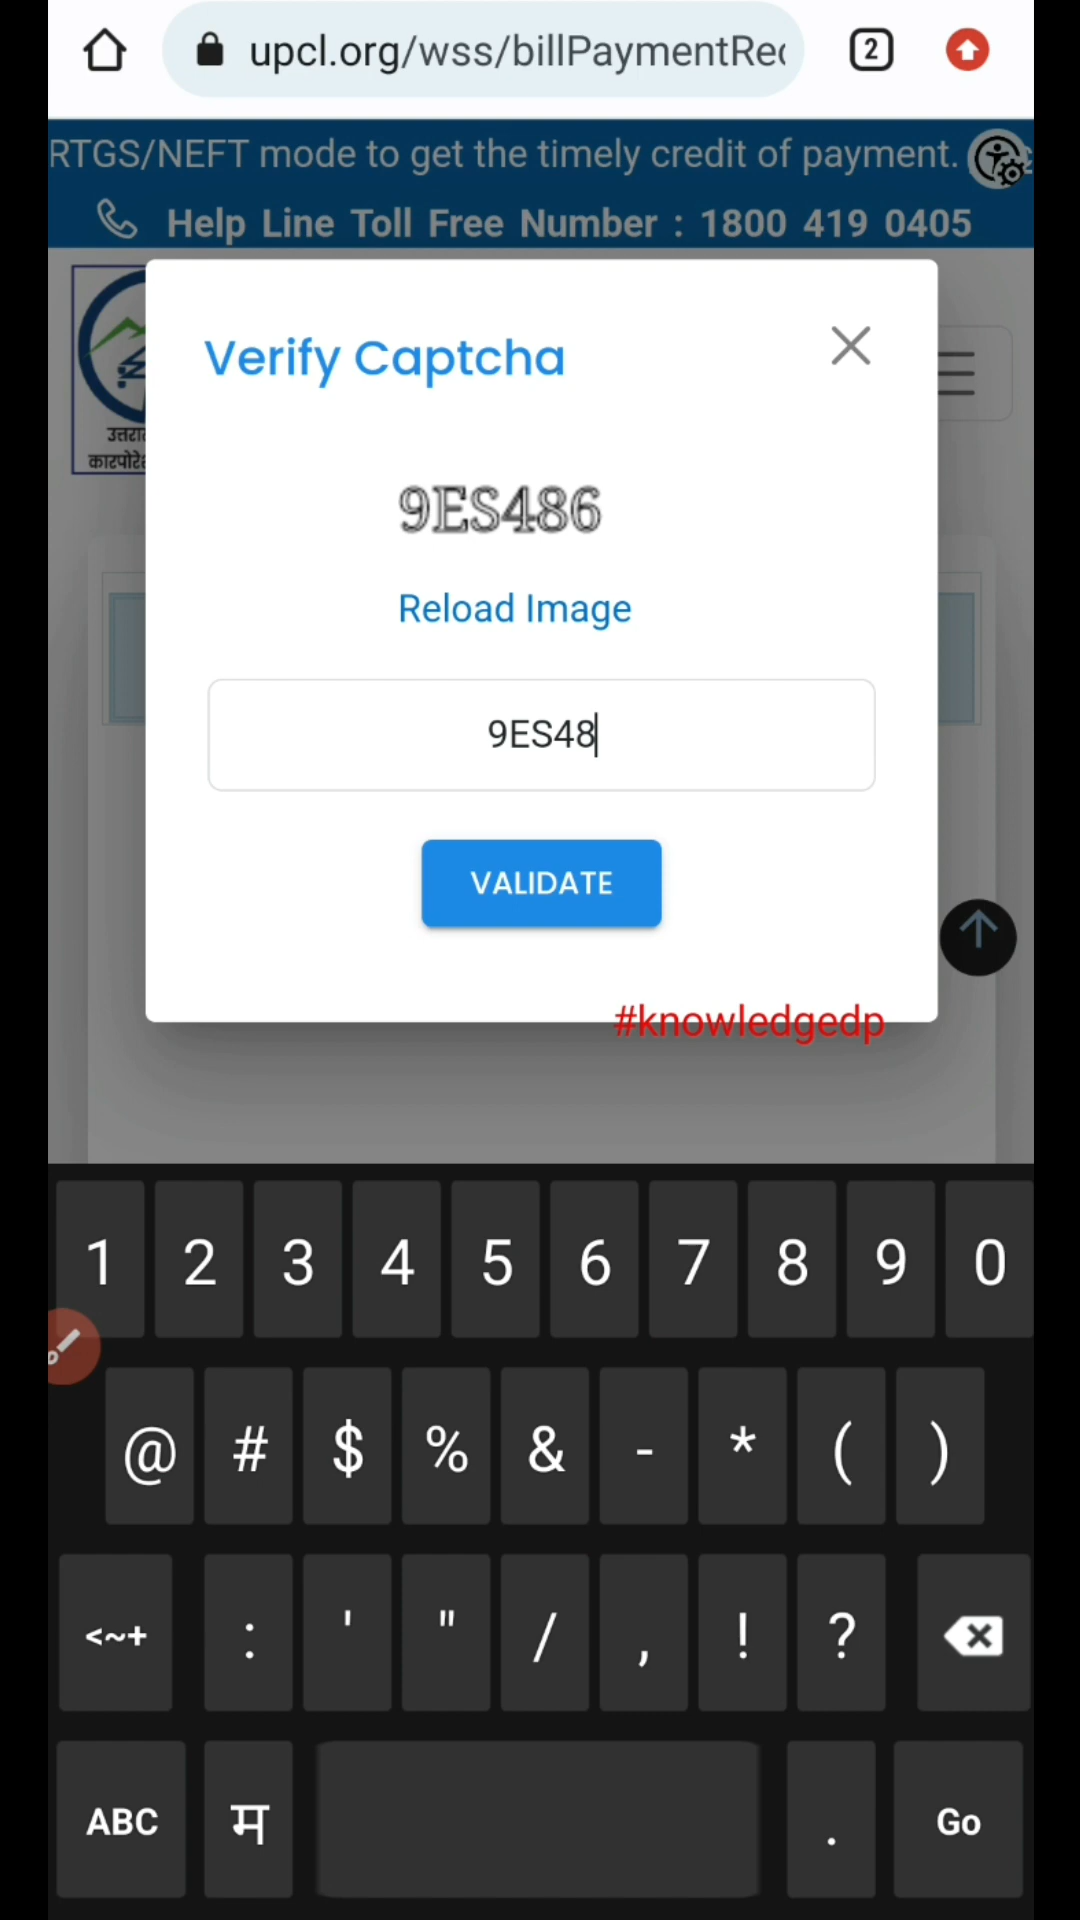 upcl.org/wss/billPaymentRec
2
RTGS/NEFT mode to get the timely credit of payment.
Help Line Toll Free Number : 1800 419 0405
Verify Captcha
9ES486
Reload Image
9ES48
VALIDATE
#knowledgedp
1 2 3 4 5 6 7 8 9 0
@ # $ % & - * ( )
<~+ : ' " / , ! ?
ABC म . Go